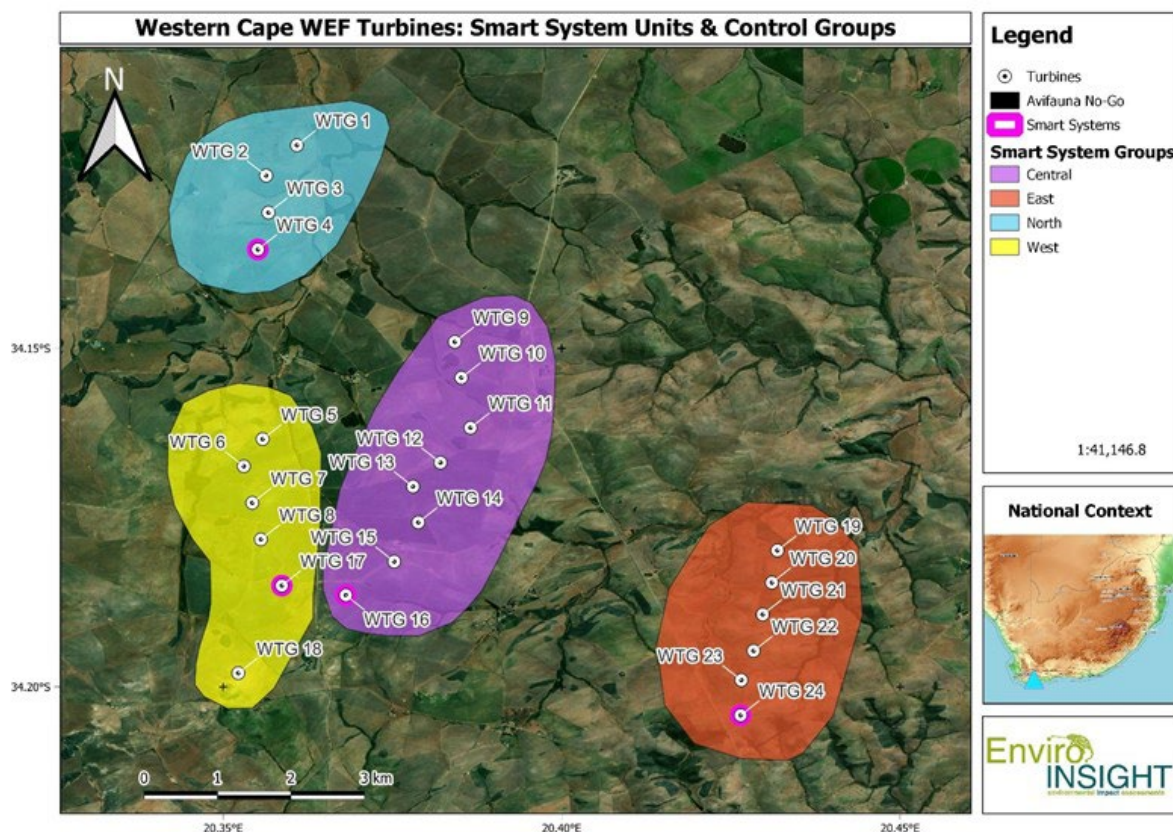 Western Cape WEF Turbines: Smart System Units & Control Groups
N
WTG 1
WTG 2
WTG 3
WTG 4
WTG 9
WTG 10
WTG 11
WTG 12
WTG 13
WTG 14
WTG 15
WTG 16
WTG 5
WTG 6
WTG 7
WTG 8
WTG 17
WTG 18
WTG 19
WTG 20
WTG 21
WTG 22
WTG 23
WTG 24
34.15°S
34.20°S
0 1 2 3 km
20.35°E 20.40°E 20.45°E
Legend
Turbines
Avifauna No-Go
Smart Systems
Smart System Groups
Central
East
North
West
1:41,146.8
National Context
Enviro
INSIGHT
environmental impact assessments